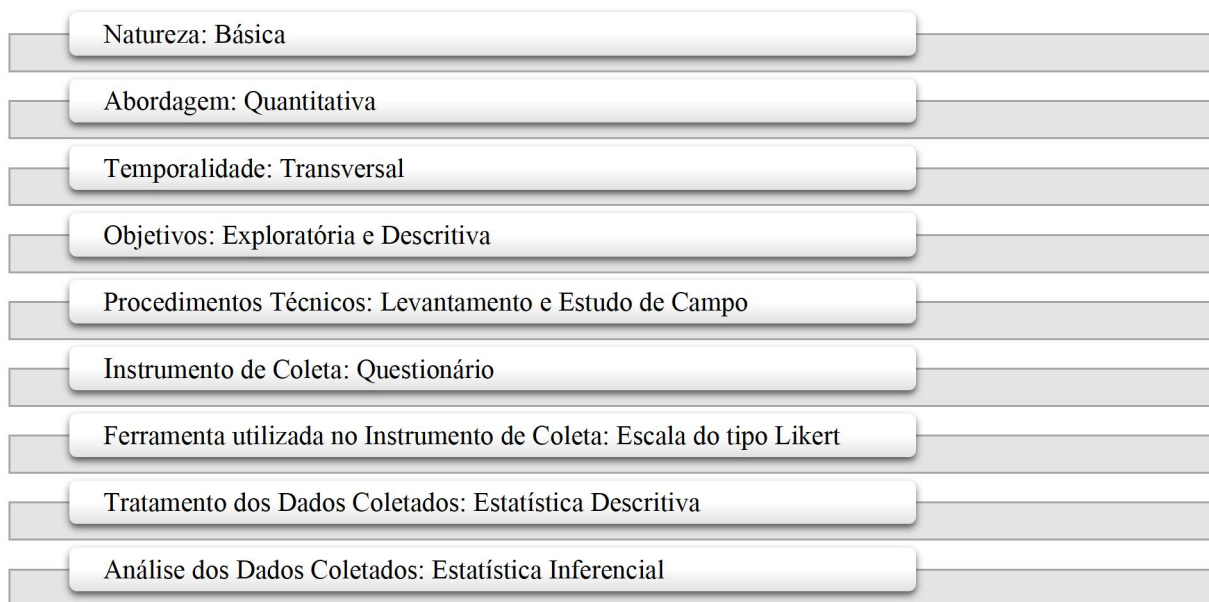 Natureza: Básica
Abordagem: Quantitativa
Temporalidade: Transversal
Objetivos: Exploratória e Descritiva
Procedimentos Técnicos: Levantamento e Estudo de Campo
Instrumento de Coleta: Questionário
Ferramenta utilizada no Instrumento de Coleta: Escala do tipo Likert
Tratamento dos Dados Coletados: Estatística Descritiva
Análise dos Dados Coletados: Estatística Inferencial